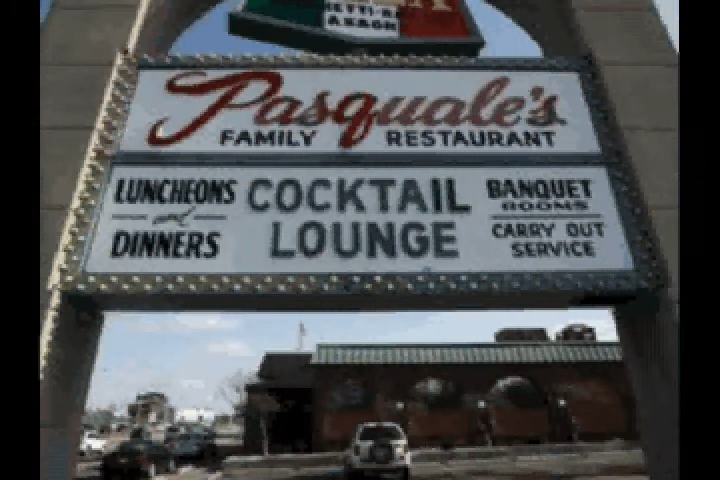 Pasquale's
FAMILY RESTAURANT
LUNCHEONS
and
DINNERS
COCKTAIL
LOUNGE
BANQUET
ROOMS
CARRY OUT
SERVICE